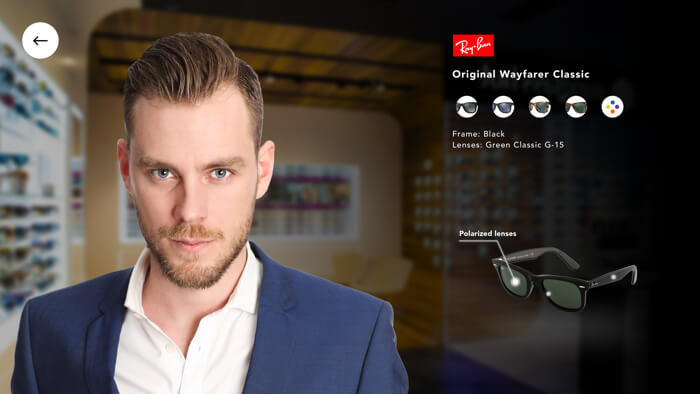 Ray-Ban
Original Wayfarer Classic
Frame: Black
Lenses: Green Classic G-15
Polarized lenses